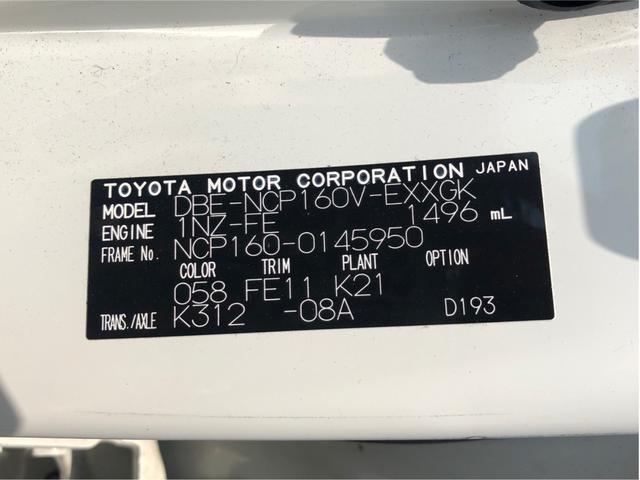 TOYOTA MOTOR CORPORATION JAPAN
MODEL DBE-NCP160V-EXXGK
ENGINE 1NZ-FE 1496 mL
FRAME No. NCP160-0145950
COLOR TRIM PLANT OPTION
058 FE11 K21
TRANS./AXLE K312 -08A D193